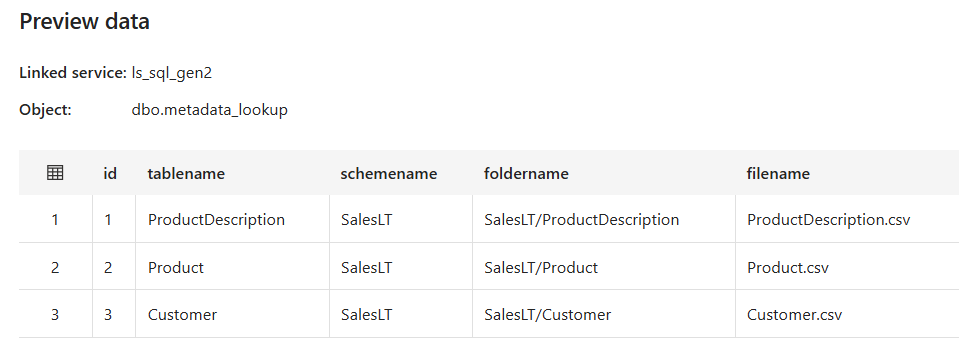 Preview data
Linked service: ls_sql_gen2
Object: dbo.metadata_lookup
id tablename schemename foldername filename
1 1 ProductDescription SalesLT SalesLT/ProductDescription ProductDescription.csv
2 2 Product SalesLT SalesLT/Product Product.csv
3 3 Customer SalesLT SalesLT/Customer Customer.csv